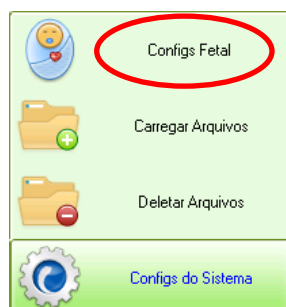 Configs Fetal
Carregar Arquivos
Deletar Arquivos
Configs do Sistema